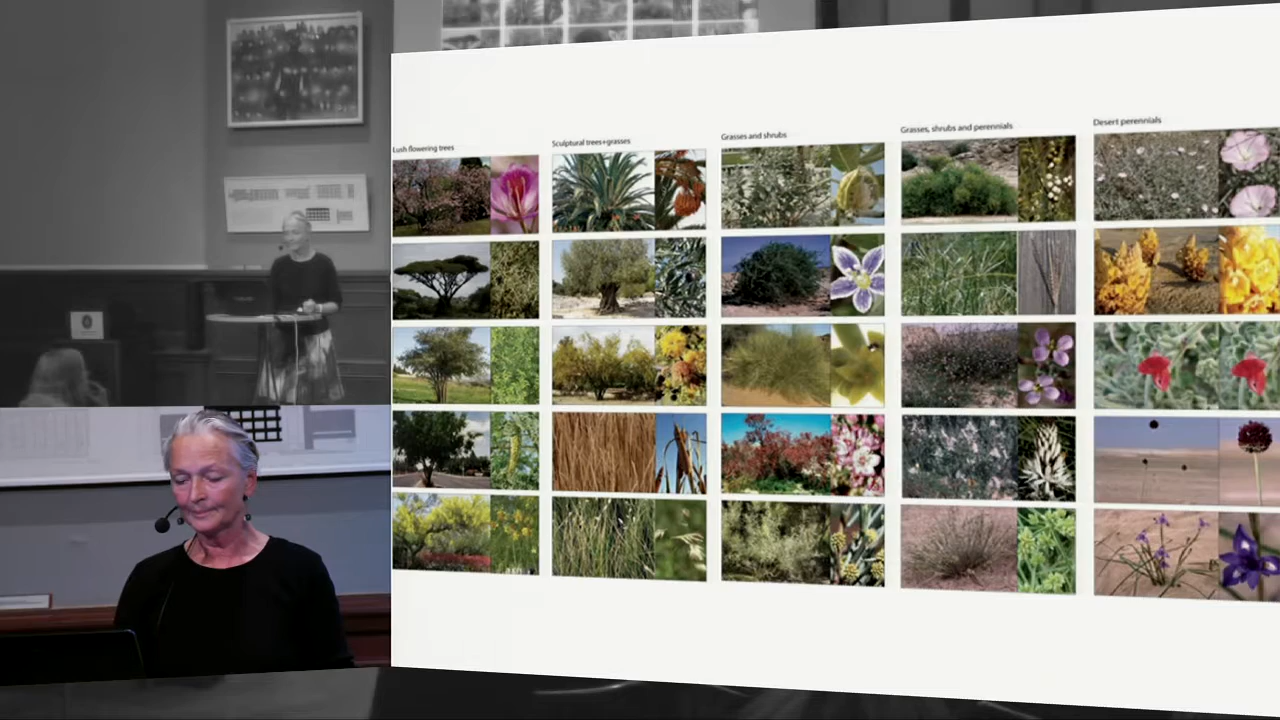 Lush flowering trees
Sculptural trees+grasses
Grasses and shrubs
Grasses, shrubs and perennials
Desert perennials